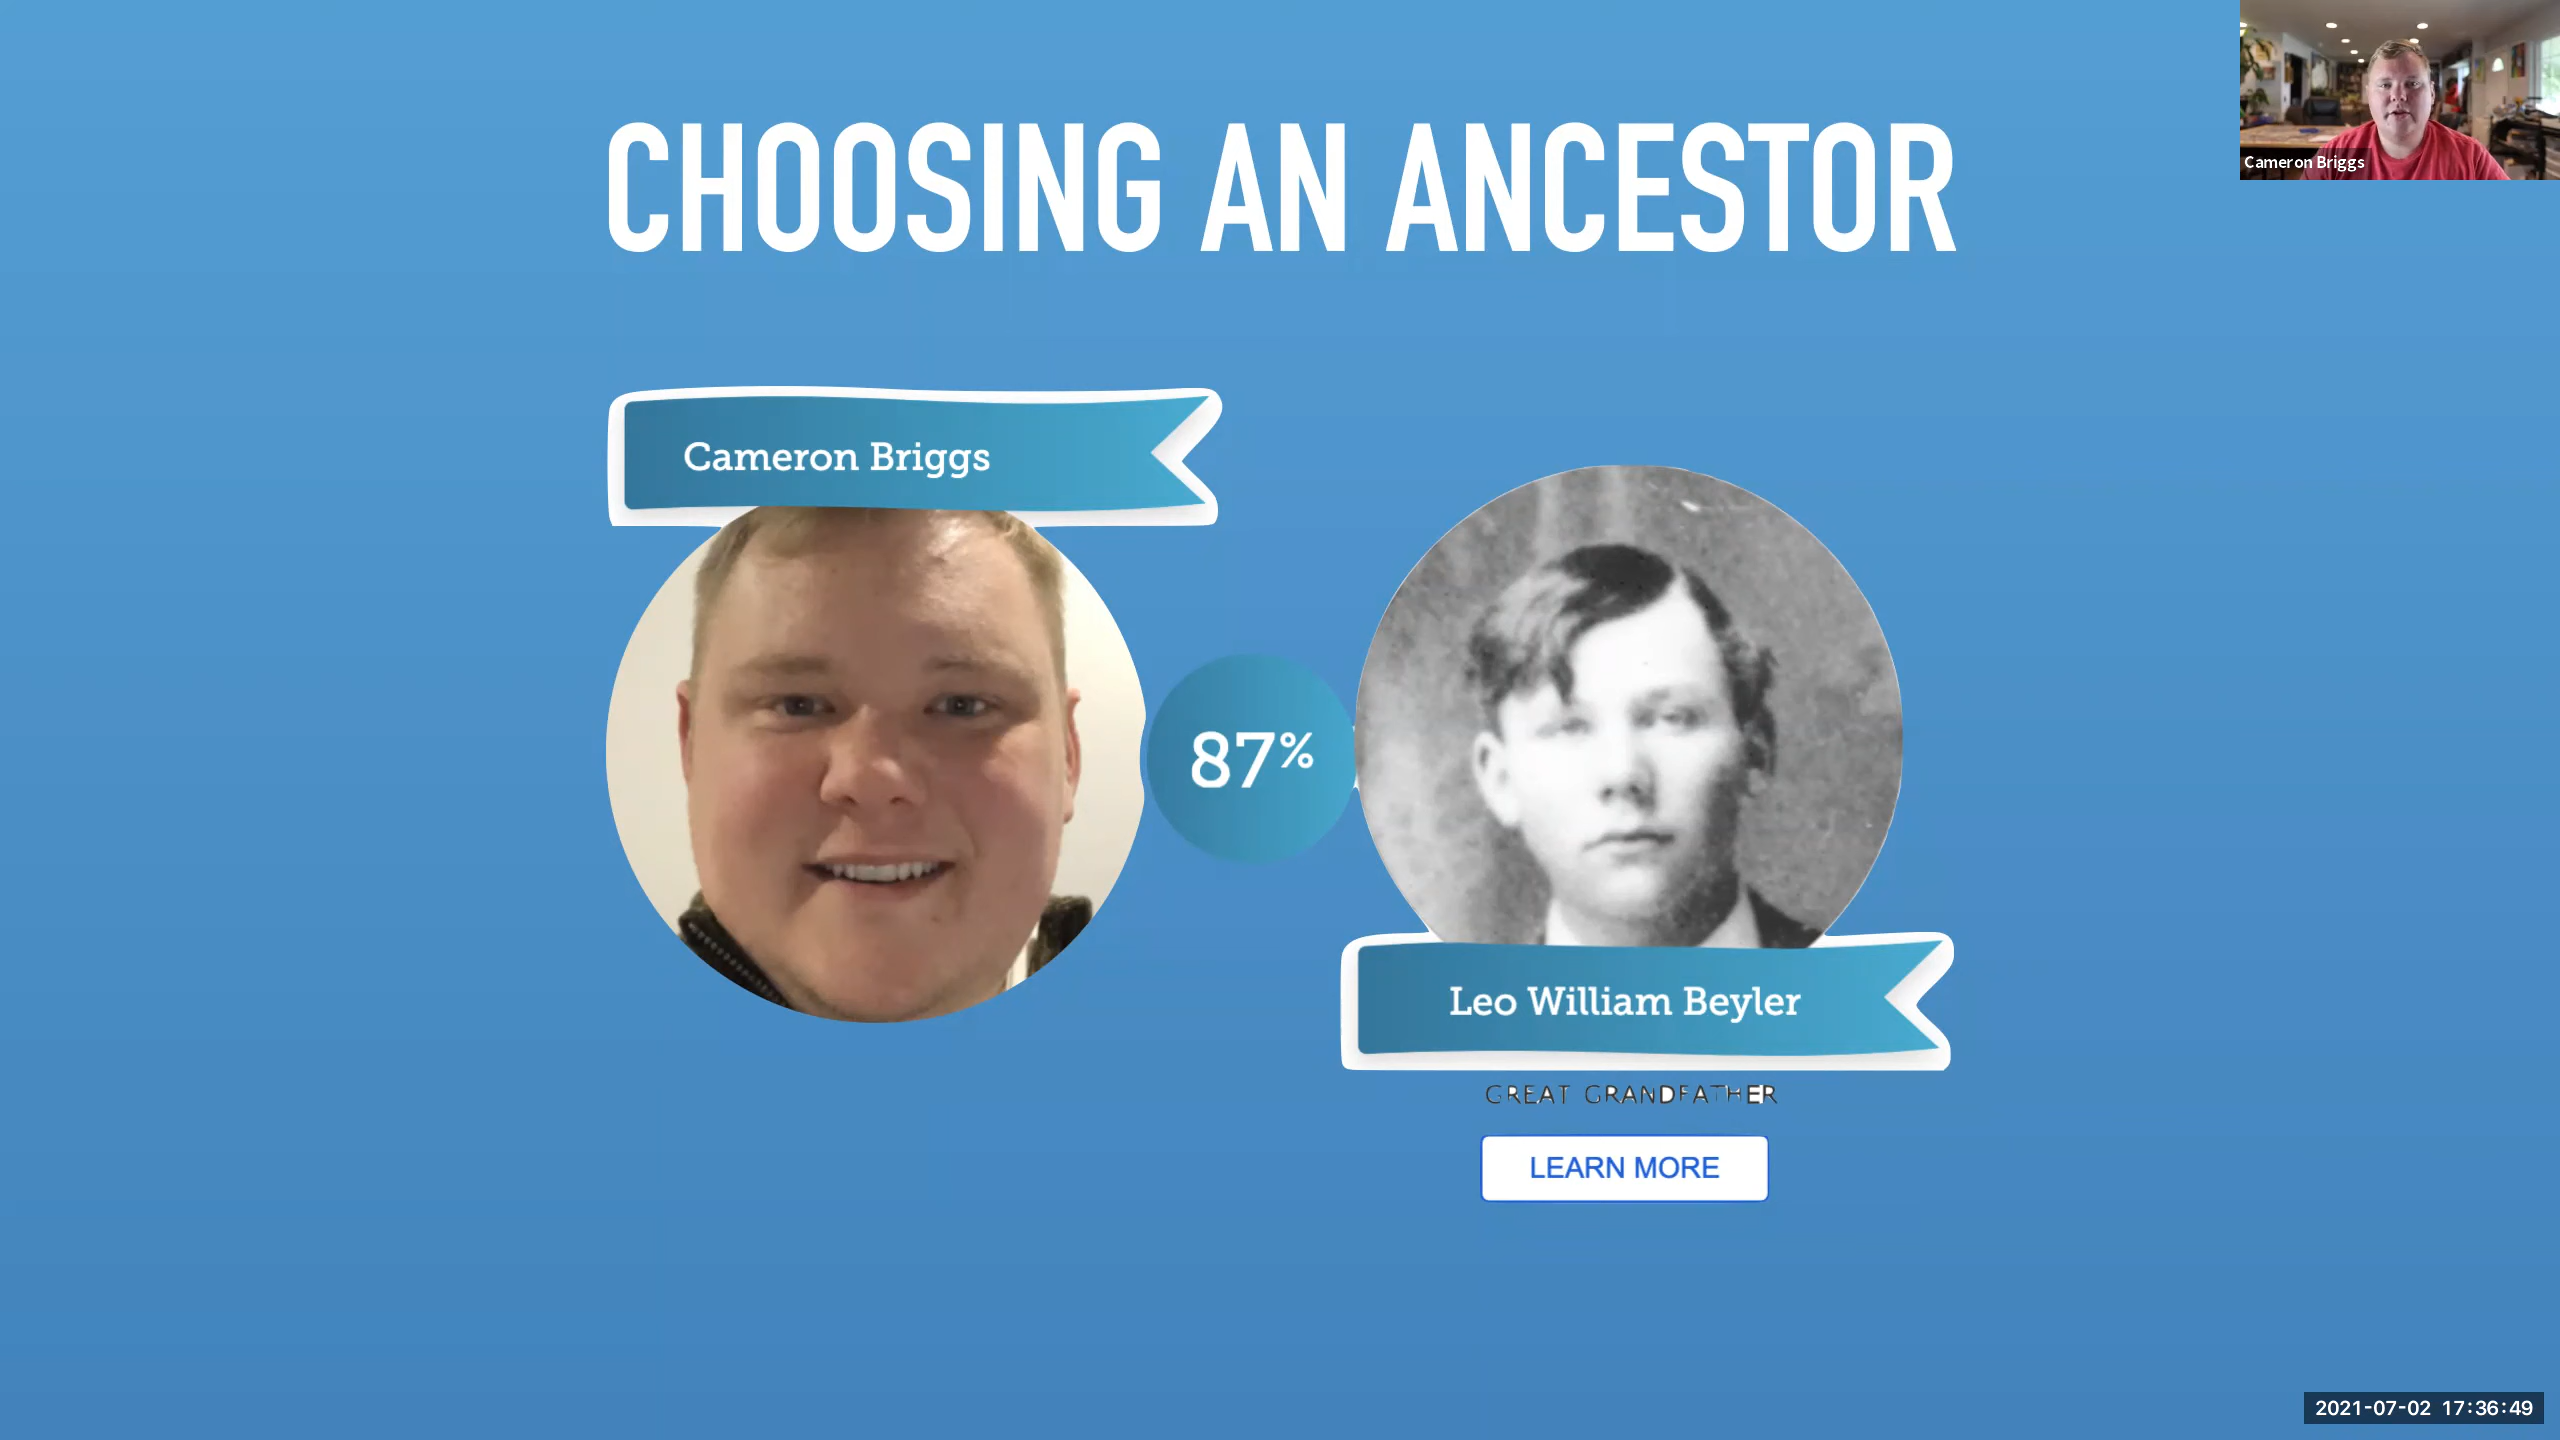 CHOOSING AN ANCESTOR
Cameron Briggs
Cameron Briggs
87%
Leo William Beyler
GREAT GRANDFATHER
LEARN MORE
2021-07-02 17:36:49